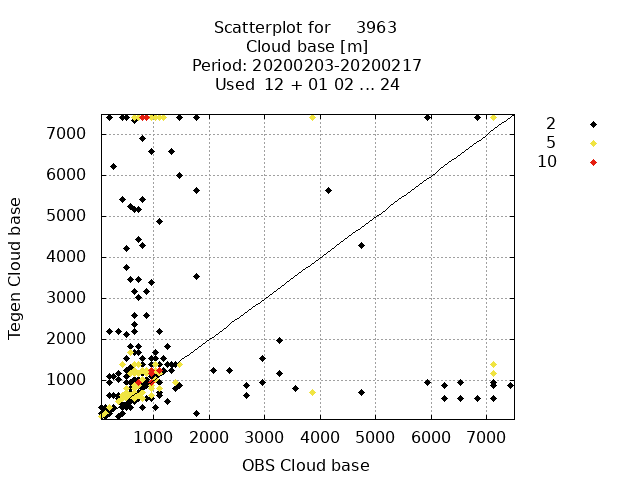 Scatterplot for 3963
Cloud base [m]
Period: 20200203-20200217
Used 12 + 01 02 ... 24
2
5
10
7000
6000
5000
4000
3000
2000
1000
Tegen Cloud base
1000 2000 3000 4000 5000 6000 7000
OBS Cloud base